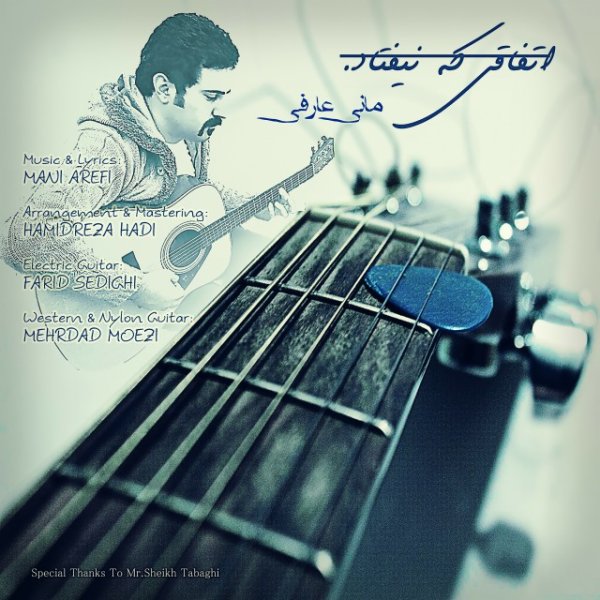 اتفاقی که نیفتاد
مانی عارفی
Music & Lyrics:
MANI AREFI
Arrangement & Mastering:
HAMIDREZA HADI
Electric Guitar:
FARID SEDIGHI
Western & Nylon Guitar:
MEHRDAD MOEZI
Special Thanks To Mr.Sheikh Tabaghi